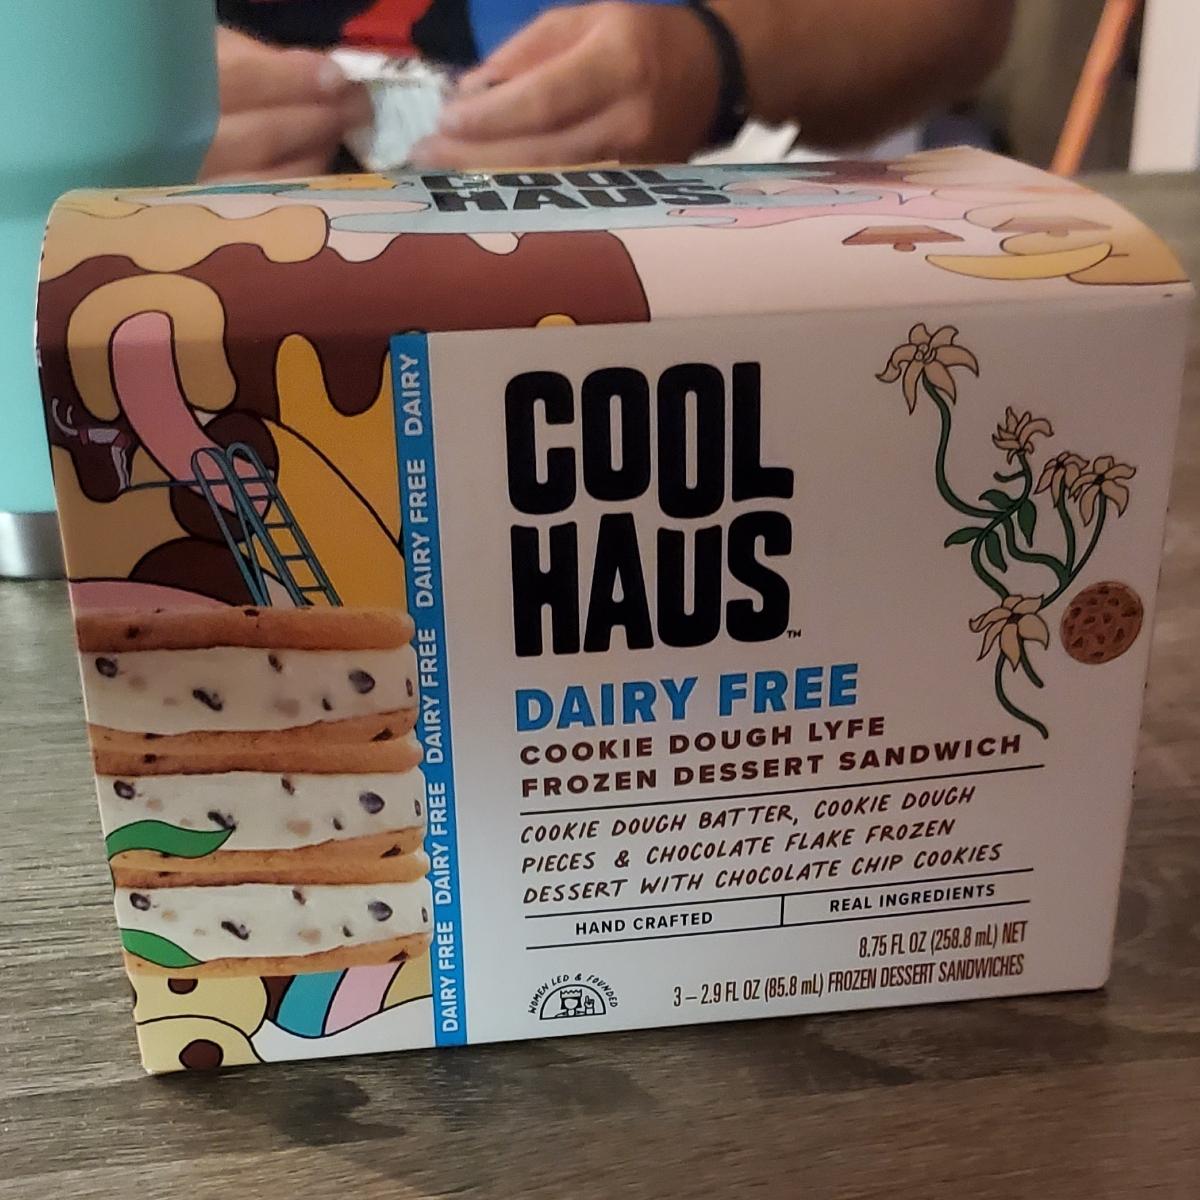 COOL
HAUS
COOL
HAUS™
DAIRY FREE
COOKIE DOUGH LYFE
FROZEN DESSERT SANDWICH
COOKIE DOUGH BATTER, COOKIE DOUGH
PIECES & CHOCOLATE FLAKE FROZEN
DESSERT WITH CHOCOLATE CHIP COOKIES
HAND CRAFTED
REAL INGREDIENTS
8.75 FL OZ (258.8 mL) NET
3 – 2.9 FL OZ (85.8 mL) FROZEN DESSERT SANDWICHES
WOMEN LED & FOUNDED
DAIRY FREE DAIRY FREE DAIRY FREE DAIRY FREE DAIRY